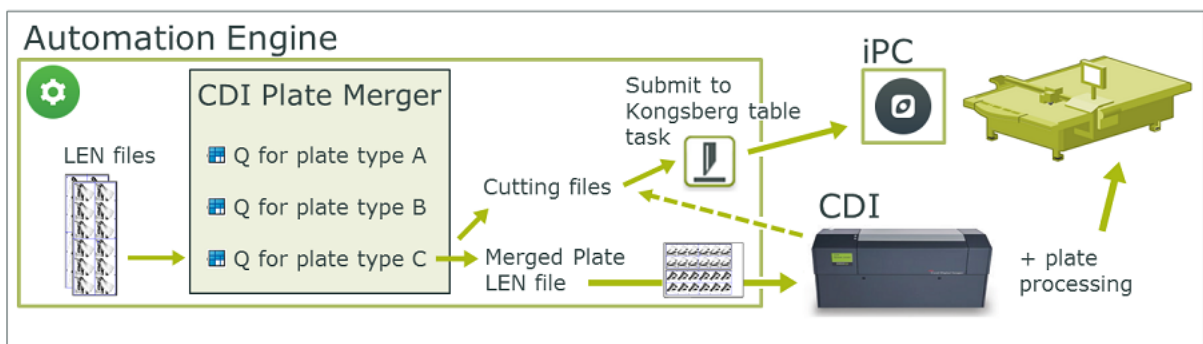 Automation Engine
LEN files
CDI Plate Merger
Q for plate type A
Q for plate type B
Q for plate type C
Cutting files
Merged Plate
LEN file
Submit to
Kongsberg table
task
iPC
CDI
+ plate
processing